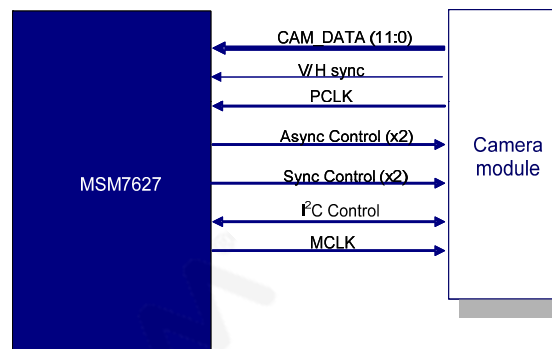 CAM_DATA (11:0)
V/H sync
PCLK
Async Control (x2)
Sync Control (x2)
I²C Control
MCLK
MSM7627
Camera
module